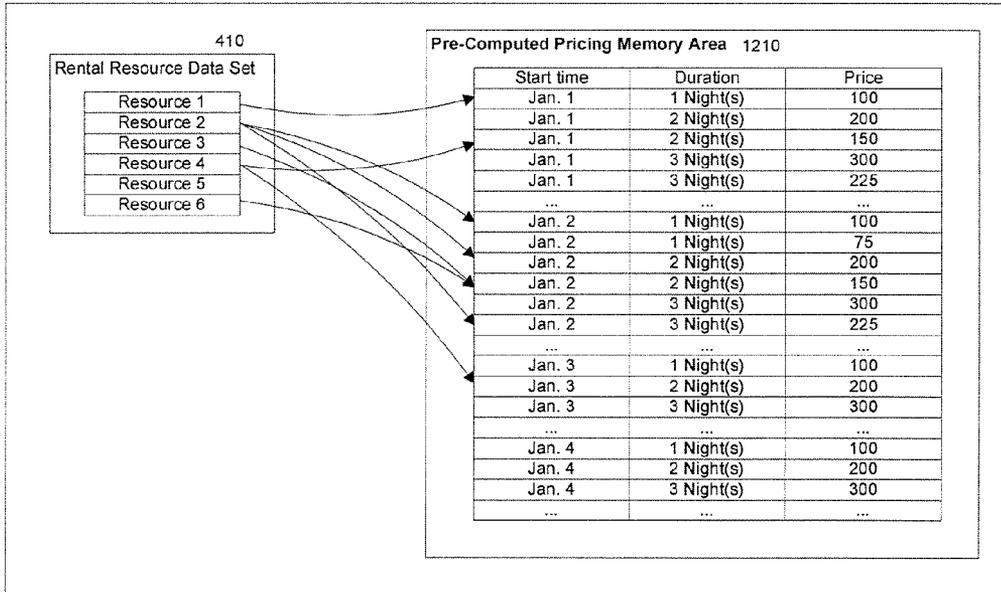 410
Rental Resource Data Set
Resource 1
Resource 2
Resource 3
Resource 4
Resource 5
Resource 6
Pre-Computed Pricing Memory Area 1210
Start time Duration Price
Jan. 1 1 Night(s) 100
Jan. 1 2 Night(s) 200
Jan. 1 2 Night(s) 150
Jan. 1 3 Night(s) 300
Jan. 1 3 Night(s) 225
... ... ...
Jan. 2 1 Night(s) 100
Jan. 2 1 Night(s) 75
Jan. 2 2 Night(s) 200
Jan. 2 2 Night(s) 150
Jan. 2 3 Night(s) 300
Jan. 2 3 Night(s) 225
... ... ...
Jan. 3 1 Night(s) 100
Jan. 3 2 Night(s) 200
Jan. 3 3 Night(s) 300
... ... ...
Jan. 4 1 Night(s) 100
Jan. 4 2 Night(s) 200
Jan. 4 3 Night(s) 300
... ... ...